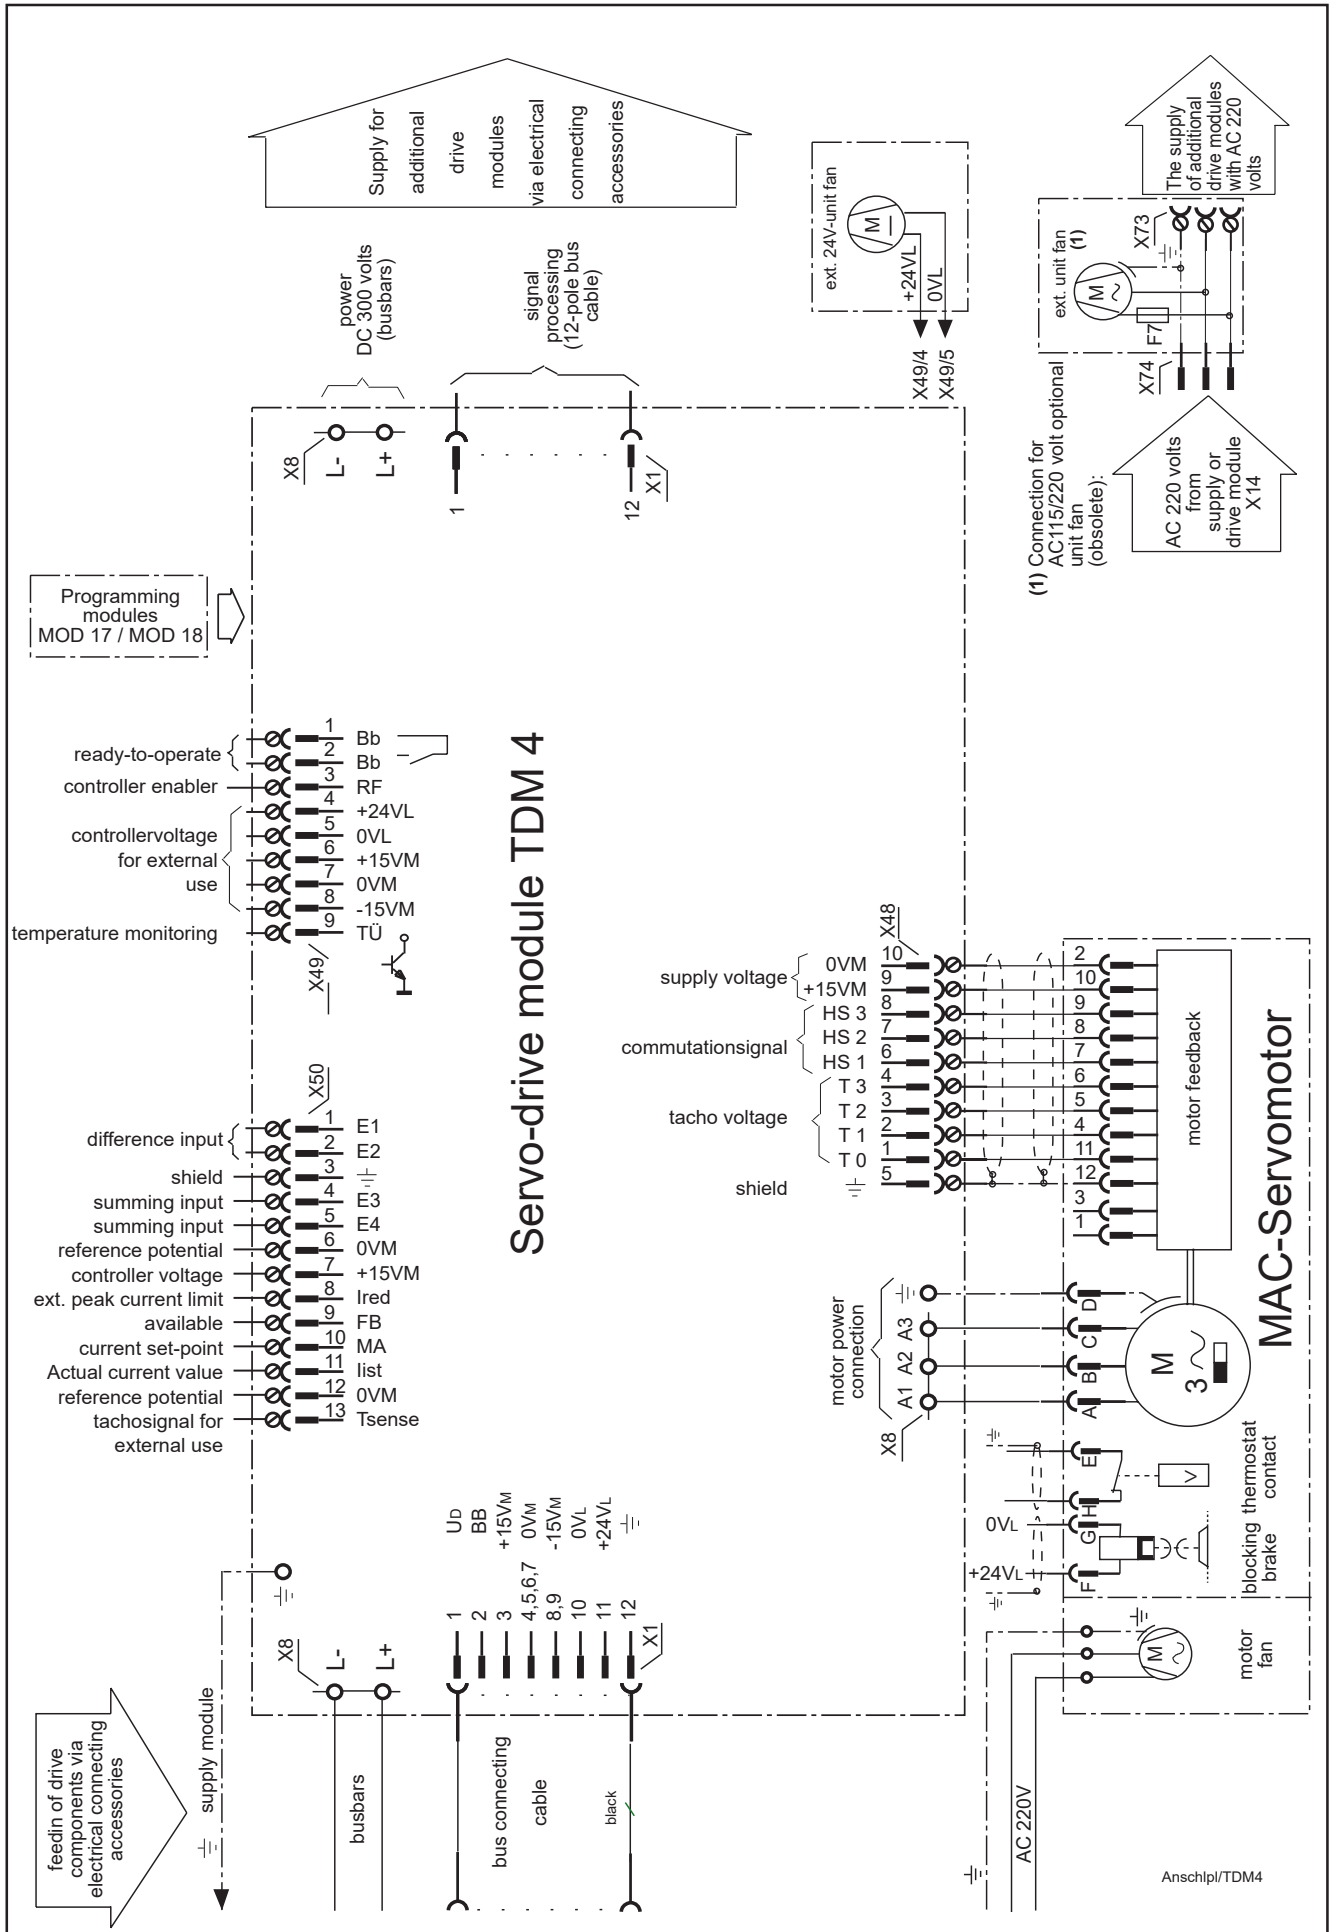 Supply for
additional
drive
modules
via electrical
connecting
accessories
The supply
of additional
drive modules
with AC 220
volts
power
DC 300 volts
(busbars)
signal
processing
(12-pole bus
cable)
ext. 24V-unit fan
M
+24VL
0VL
X49/4
X49/5
ext. unit fan
(1)
M
F7
X73
X74
AC 220 volts
from
supply or
drive module
X14
(1) Connection for
AC115/220 volt optional
unit fan
(obsolete):
X8
L-
L+
1
12
X1
Programming
modules
MOD 17 / MOD 18
Servo-drive module TDM 4
ready-to-operate
1 Bb
2 Bb
controller enabler 3 RF
controllervoltage
for external
use
4 +24VL
5 0VL
6 +15VM
7 0VM
8 -15VM
temperature monitoring 9 TÜ
X49
X50
difference input
1 E1
2 E2
shield 3
summing input 4 E3
summing input 5 E4
reference potential 6 0VM
controller voltage 7 +15VM
ext. peak current limit 8 Ired
available 9 FB
current set-point 10 MA
Actual current value 11 Iist
reference potential 12 0VM
tachosignal for
external use
13 Tsense
X48
supply voltage
0VM 10 2
+15VM 9 10
commutationsignal
HS 3 8 9
HS 2 7 8
HS 1 6 7
tacho voltage
T 3 4 6
T 2 3 5
T 1 2 4
T 0 1 11
shield 5 12
3
1
motor feedback
MAC-Servomotor
motor power
connection
X8
A1
A2
A3
A
B
C
D
M
3
E
H
G
F
0VL
+24VL
V
thermostat
contact
blocking
brake
M
motor
fan
AC 220V
UD
BB
+15VM
0VM
-15VM
0VL
+24VL
1
2
3
4,5,6,7
8,9
10
11
12
X1
X8
L-
L+
feedin of drive
components via
electrical connecting
accessories
supply module
busbars
bus connecting
cable
black
Anschlpl/TDM4